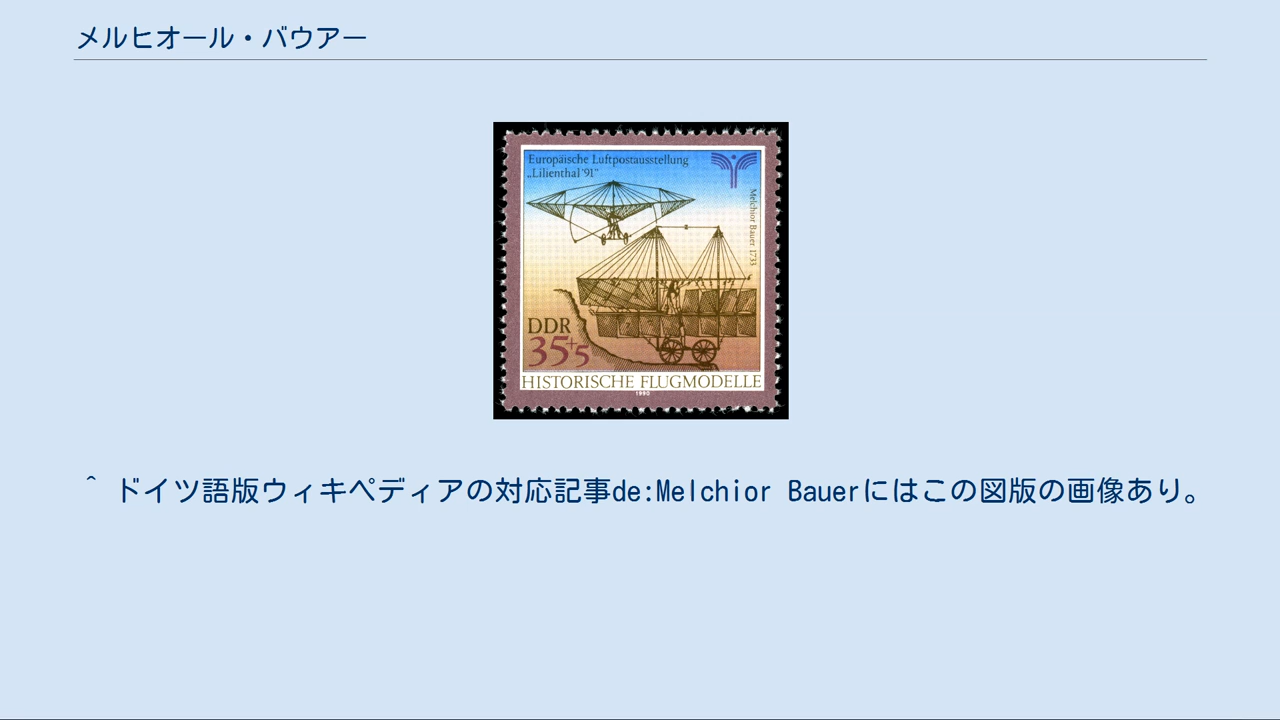 メルヒオール・バウアー
Europäische Luftpostausstellung
„Lilienthal '91"
Melchior Bauer 1733
DDR
35+5
HISTORISCHE FLUGMODELLE
1990
^ ドイツ語版ウィキペディアの対応記事de:Melchior Bauerにはこの図版の画像あり。